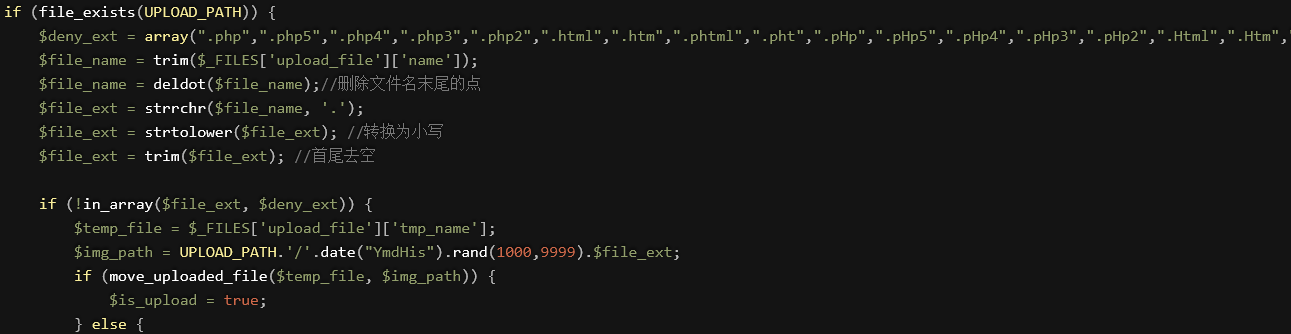 if (file_exists(UPLOAD_PATH)) {
$deny_ext = array(".php",".php5",".php4",".php3",".php2",".html",".htm",".phtml",".pht",".pHp",".pHp5",".pHp4",".pHp3",".pHp2",".Html",".Htm","
$file_name = trim($_FILES['upload_file']['name']);
$file_name = deldot($file_name);//删除文件名末尾的点
$file_ext = strrchr($file_name, '.');
$file_ext = strtolower($file_ext); //转换为小写
$file_ext = trim($file_ext); //首尾去空
if (!in_array($file_ext, $deny_ext)) {
$temp_file = $_FILES['upload_file']['tmp_name'];
$img_path = UPLOAD_PATH.'/'.date("YmdHis").rand(1000,9999).$file_ext;
if (move_uploaded_file($temp_file, $img_path)) {
$is_upload = true;
} else {